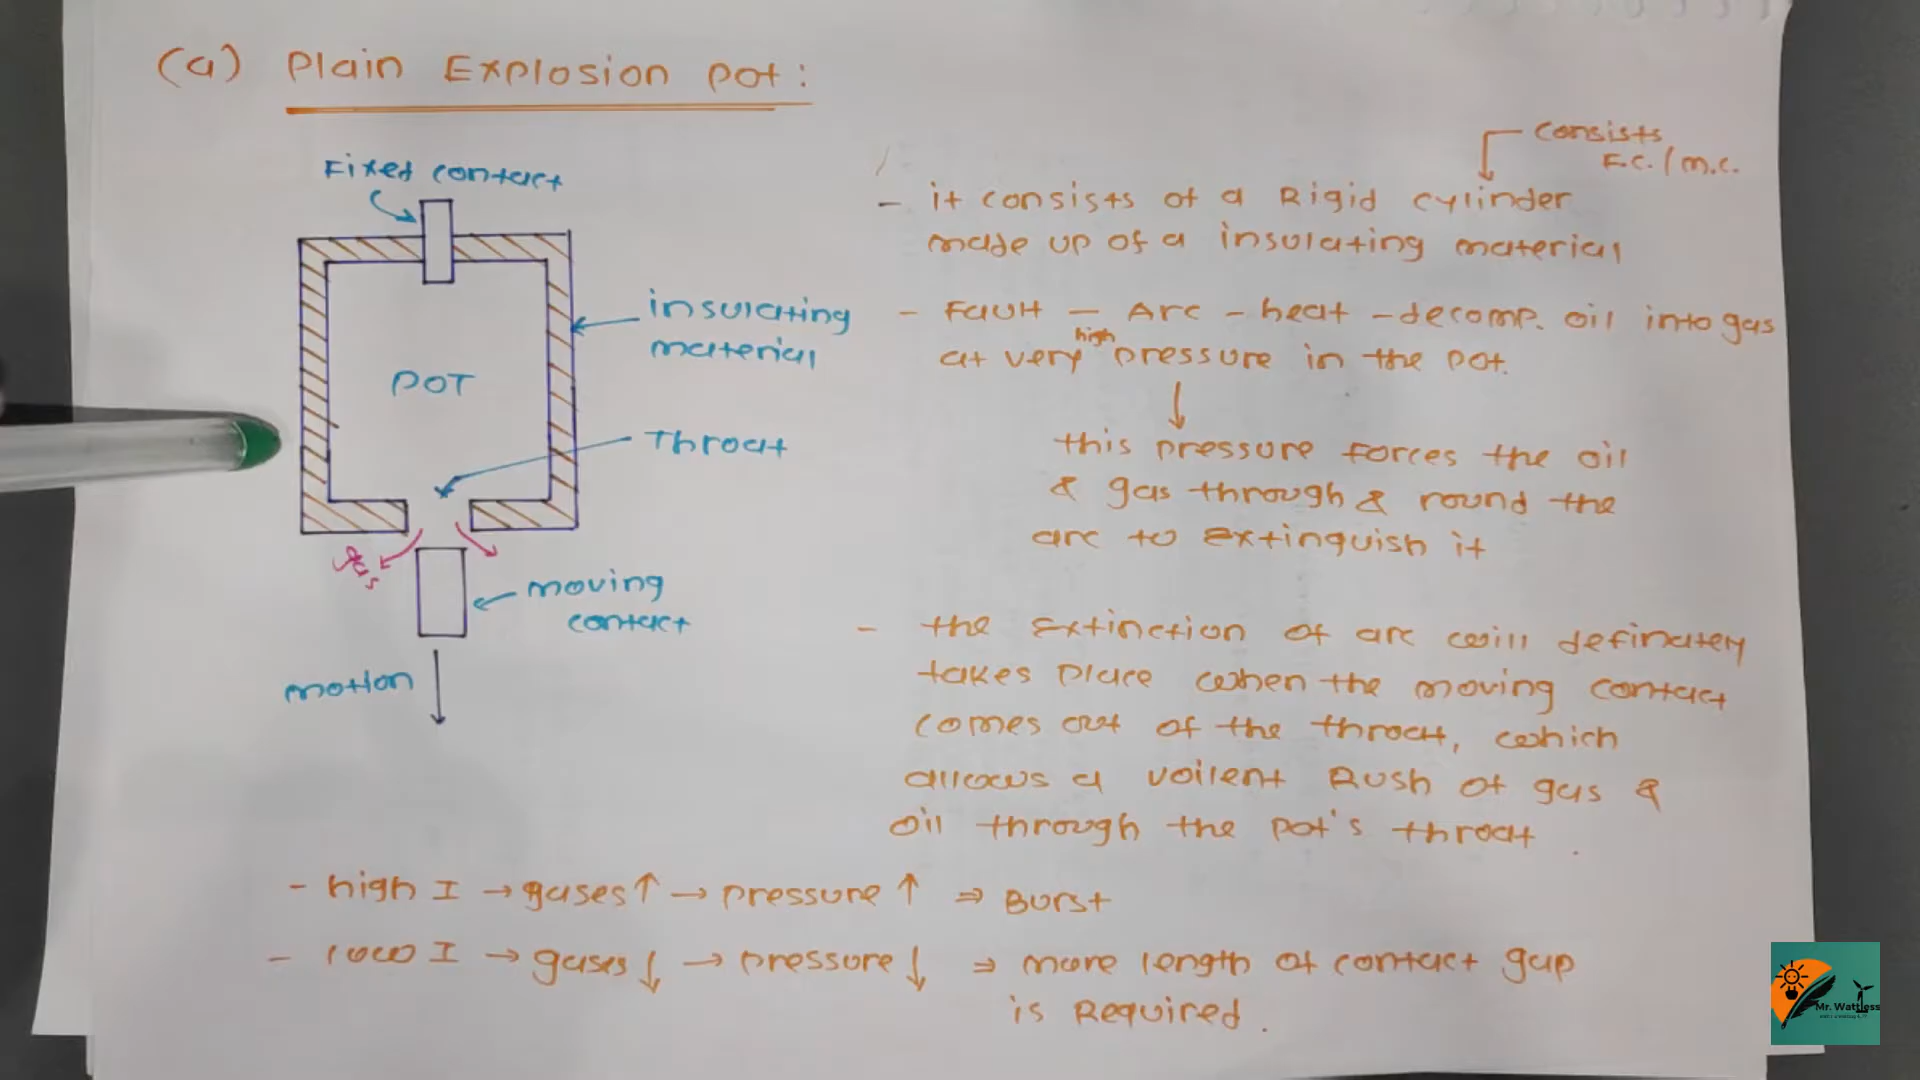 (a) Plain Explosion pot:
Fixed contact
insulating
material
POT
Throat
gas
moving
contact
motion
consists
F.C. / m.c.
- it consists of a Rigid cylinder
made up of a insulating material
- Fault - Arc - heat - decomp. oil into gas
high
at very pressure in the pot.
↓
this pressure forces the oil
& gas through & round the
arc to extinguish it
- the extinction of arc will definately
takes place when the moving contact
comes out of the throat, which
allows a voilent Rush of gas &
oil through the pot's throat.
- high I → gases ↑ → pressure ↑ ⇒ Burst
- low I → gases ↓ → pressure ↓ ⇒ more length of contact gap
is Required.
Mr. Wattless